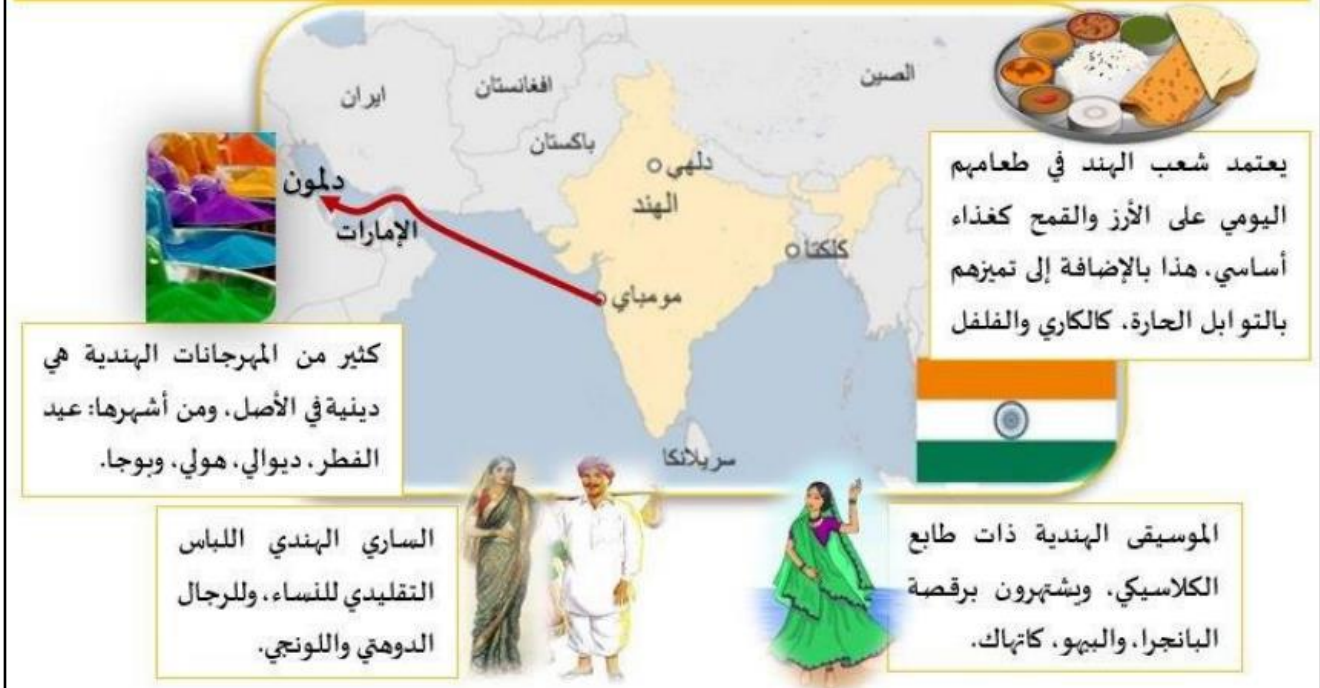 الصين
افغانستان
ايران
باكستان
دلهي
دلمون
الهند
الإمارات
كلكتا
مومباي
سريلانكا
يعتمد شعب الهند في طعامهم
اليومي على الأرز والقمح كغذاء
أساسي، هذا بالإضافة إلى تميزهم
بالتوابل الحارة، كالكاري والفلفل
كثير من المهرجانات الهندية هي
دينية في الأصل، ومن أشهرها: عيد
الفطر، ديوالي، هولي، وبوجا.
الموسيقى الهندية ذات طابع
الكلاسيكي، ويشتهرون برقصة
البانجرا، والبيهو، كاتهاك.
الساري الهندي اللباس
التقليدي للنساء، وللرجال
الدوهتي واللونجي.